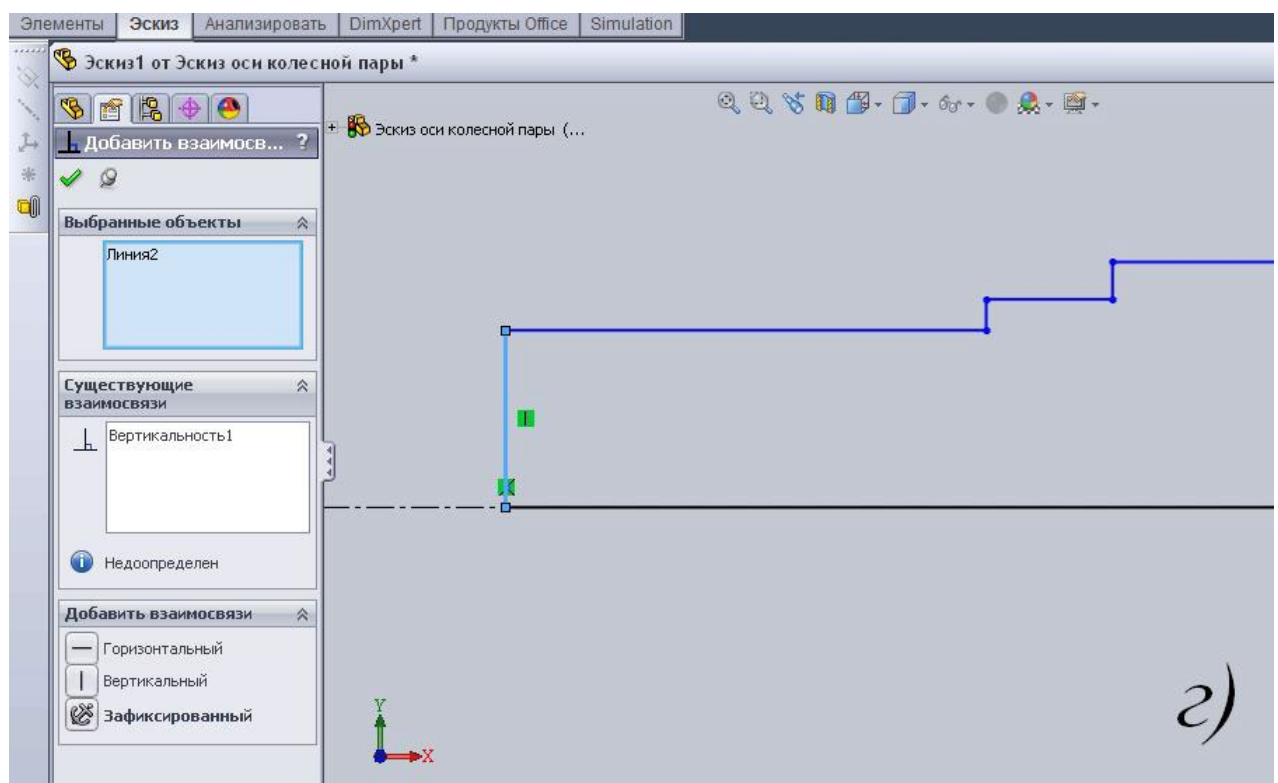 Элементы Эскиз Анализировать DimXpert Продукты Office Simulation
Эскиз1 от Эскиз оси колесной пары *
Эскиз оси колесной пары (...
Добавить взаимосв... ?
Выбранные объекты
Линия2
Существующие
взаимосвязи
Вертикальность1
Недоопределен
Добавить взаимосвязи
Горизонтальный
Вертикальный
Зафиксированный
Y
X
г)